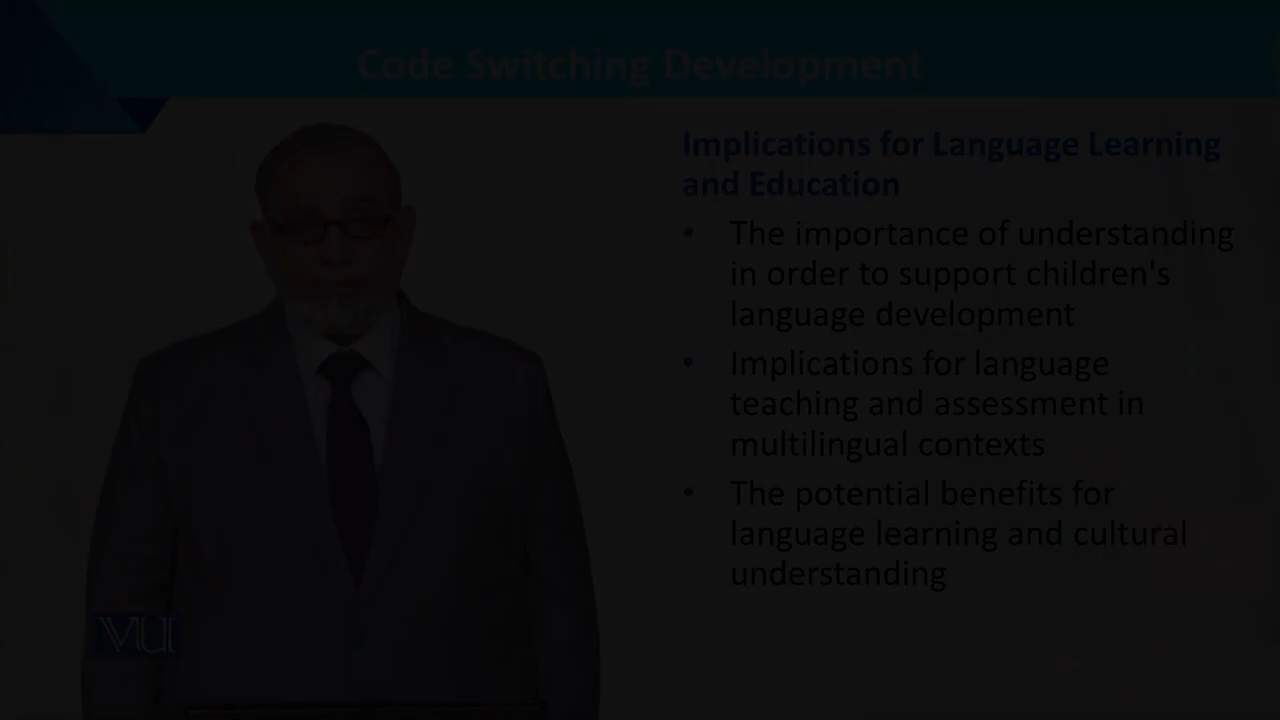 Code Switching Development
Implications for Language Learning
and Education
• The importance of understanding
in order to support children's
language development
• Implications for language
teaching and assessment in
multilingual contexts
• The potential benefits for
language learning and cultural
understanding
VU